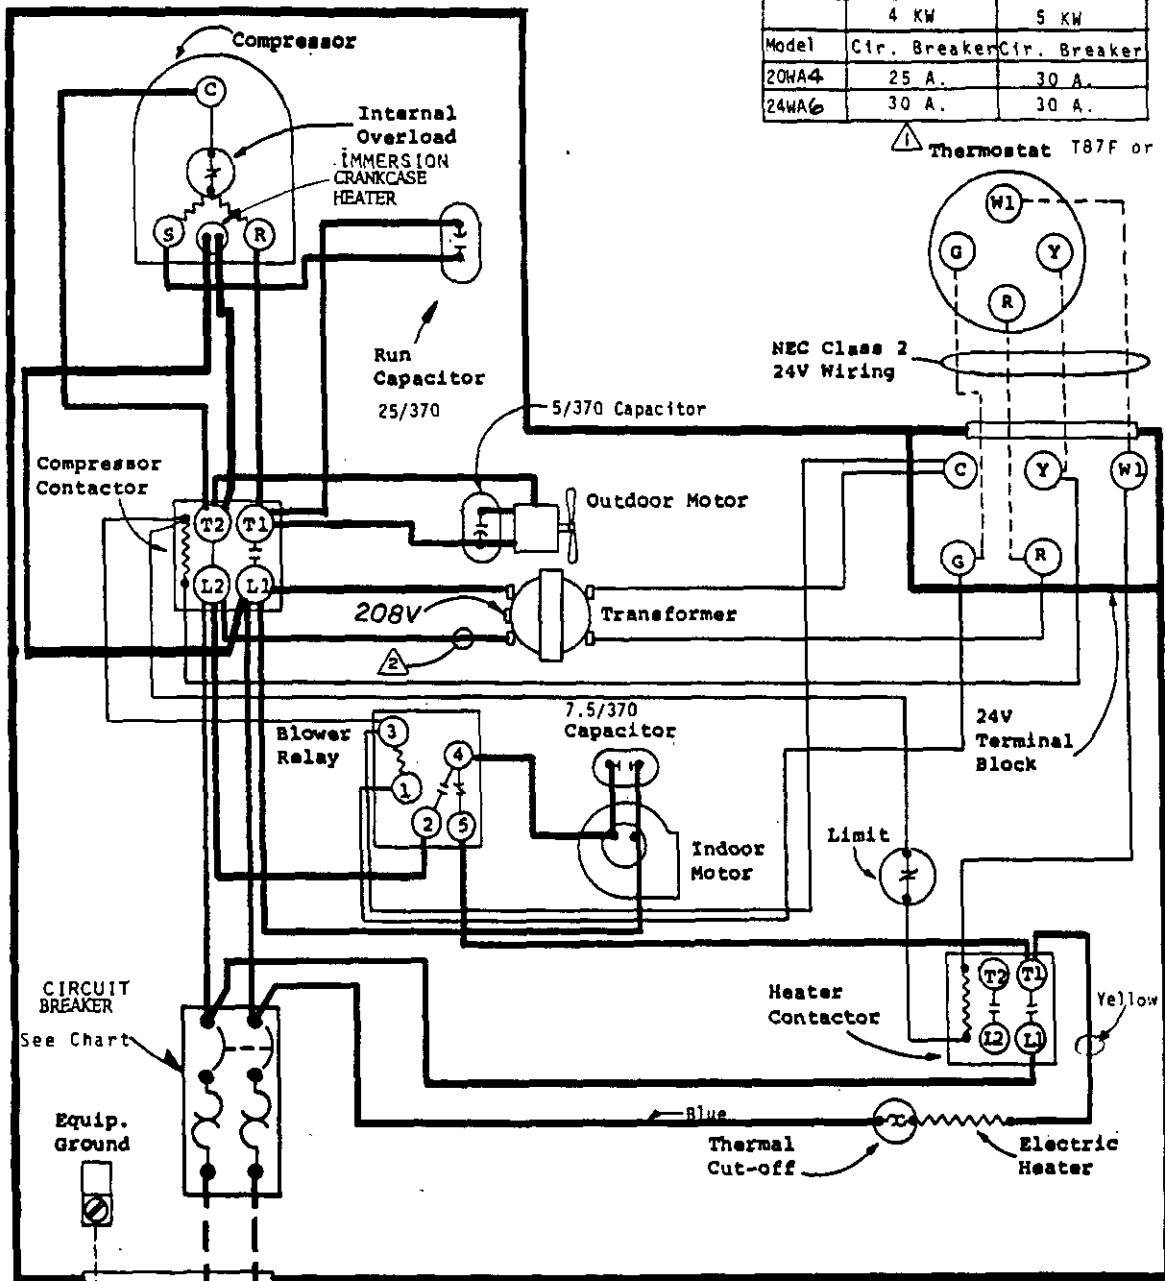 4 KW 5 KW
Model Cir. Breaker Cir. Breaker
20WA4 25 A. 30 A.
24WA6 30 A. 30 A.
1
Compressor
C
Internal
Overload
IMMERSION
CRANKCASE
HEATER
S R
Run
Capacitor
25/370
Thermostat T87F or
W1
G Y
R
NEC Class 2
24V Wiring
5/370 Capacitor
Compressor
Contactor
T2 T1
L2 L1
Outdoor Motor
C Y W1
G R
208V
Transformer
2
24V
Terminal
Block
Blower
Relay
3
4
1
2 5
7.5/370
Capacitor
Indoor
Motor
Limit
CIRCUIT
BREAKER
See Chart
Heater
Contactor
T2 T1
L2 L1
Yellow
Blue
Thermal
Cut-off
Electric
Heater
Equip.
Ground